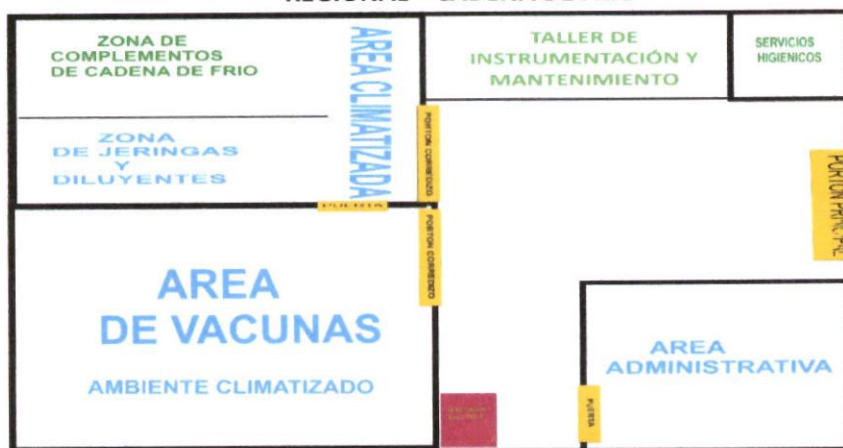 ZONA DE
COMPLEMENTOS
DE CADENA DE FRIO
AREA CLIMATIZADA
TALLER DE
INSTRUMENTACIÓN Y
MANTENIMIENTO
SERVICIOS
HIGIENICOS
ZONA
DE JERINGAS
Y
DILUYENTES
PORTON CORREDIZO
PORTON PRINCIPAL
PUERTA
PORTON CORREDIZO
AREA
DE VACUNAS
AMBIENTE CLIMATIZADO
AREA
ADMINISTRATIVA
PUERTA